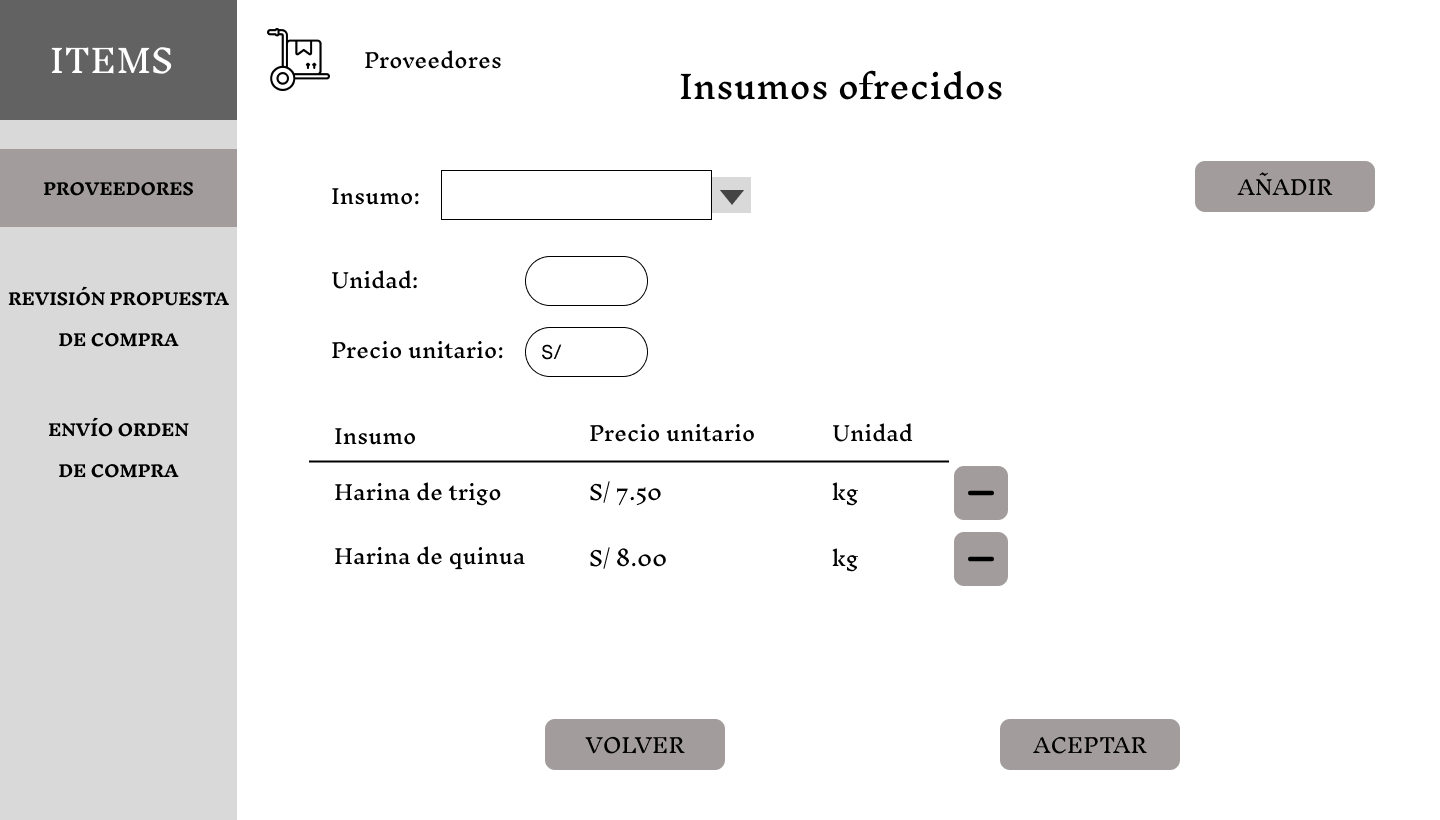 ITEMS
PROVEEDORES
REVISIÓN PROPUESTA
DE COMPRA
ENVÍO ORDEN
DE COMPRA
Proveedores
Insumos ofrecidos
Insumo:
AÑADIR
Unidad:
Precio unitario: S/
Insumo Precio unitario Unidad
Harina de trigo S/ 7.50 kg
Harina de quinua S/ 8.00 kg
VOLVER ACEPTAR